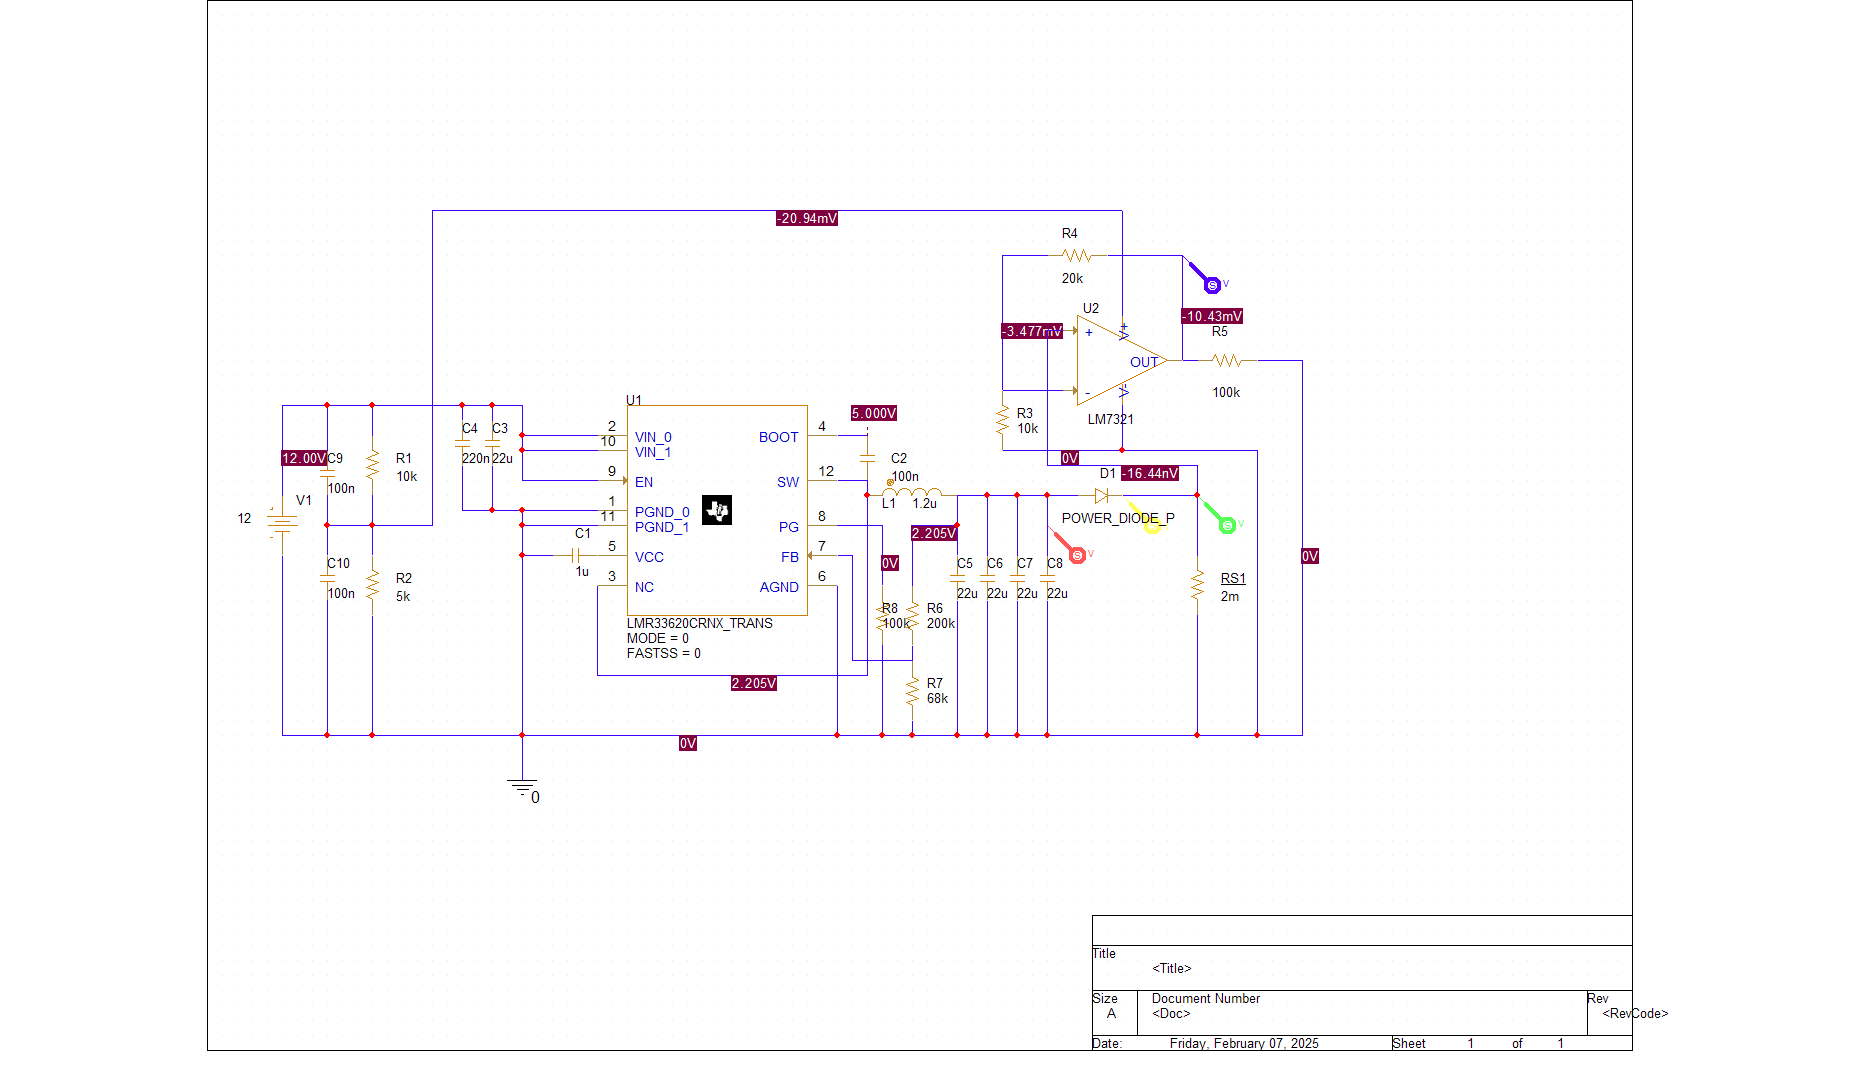 -20.94mV
R4
20k
V
U2
-3.477mV
+
V+
-10.43mV
R5
OUT
100k
-
V-
LM7321
R3
10k
0V
D1
-16.44nV
POWER_DIODE_P
V
V
12.00V
C9
100n
R1
10k
C4
220n
C3
22u
V1
12
C10
100n
R2
5k
U1
2
VIN_0
10
VIN_1
9
EN
1
PGND_0
11
PGND_1
5
VCC
3
NC
C1
1u
BOOT
4
SW
12
PG
8
FB
7
AGND
6
LMR33620CRNX_TRANS
MODE = 0
FASTSS = 0
5.000V
C2
100n
L1
1.2u
2.205V
0V
C5
22u
C6
22u
C7
22u
C8
22u
R8
100k
R6
200k
R7
68k
2.205V
0V
RS1
2m
0V
0
Title
<Title>
Size
A
Document Number
<Doc>
Rev
<RevCode>
Date:
Friday, February 07, 2025
Sheet
1
of
1